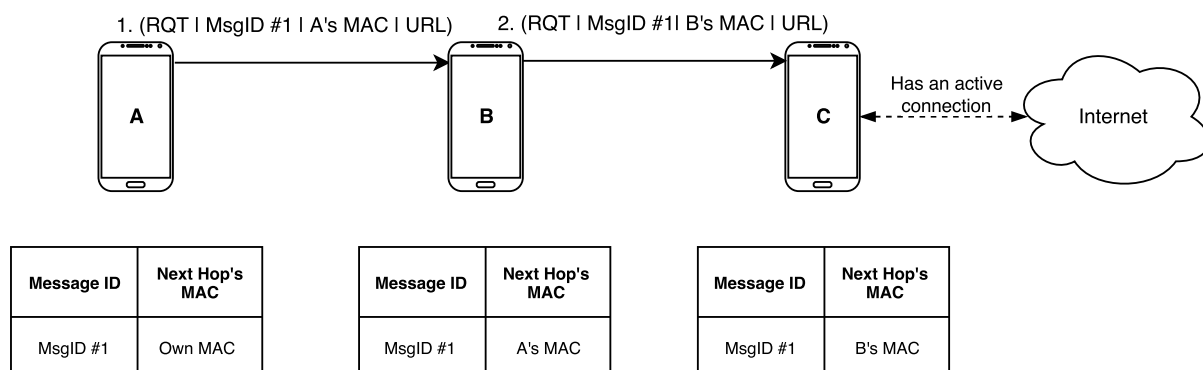 1. (RQT | MsgID #1 | A's MAC | URL)
2. (RQT | MsgID #1| B's MAC | URL)
A
B
C
Has an active
connection
Internet
Message ID
Next Hop's
MAC
MsgID #1
Own MAC
Message ID
Next Hop's
MAC
MsgID #1
A's MAC
Message ID
Next Hop's
MAC
MsgID #1
B's MAC